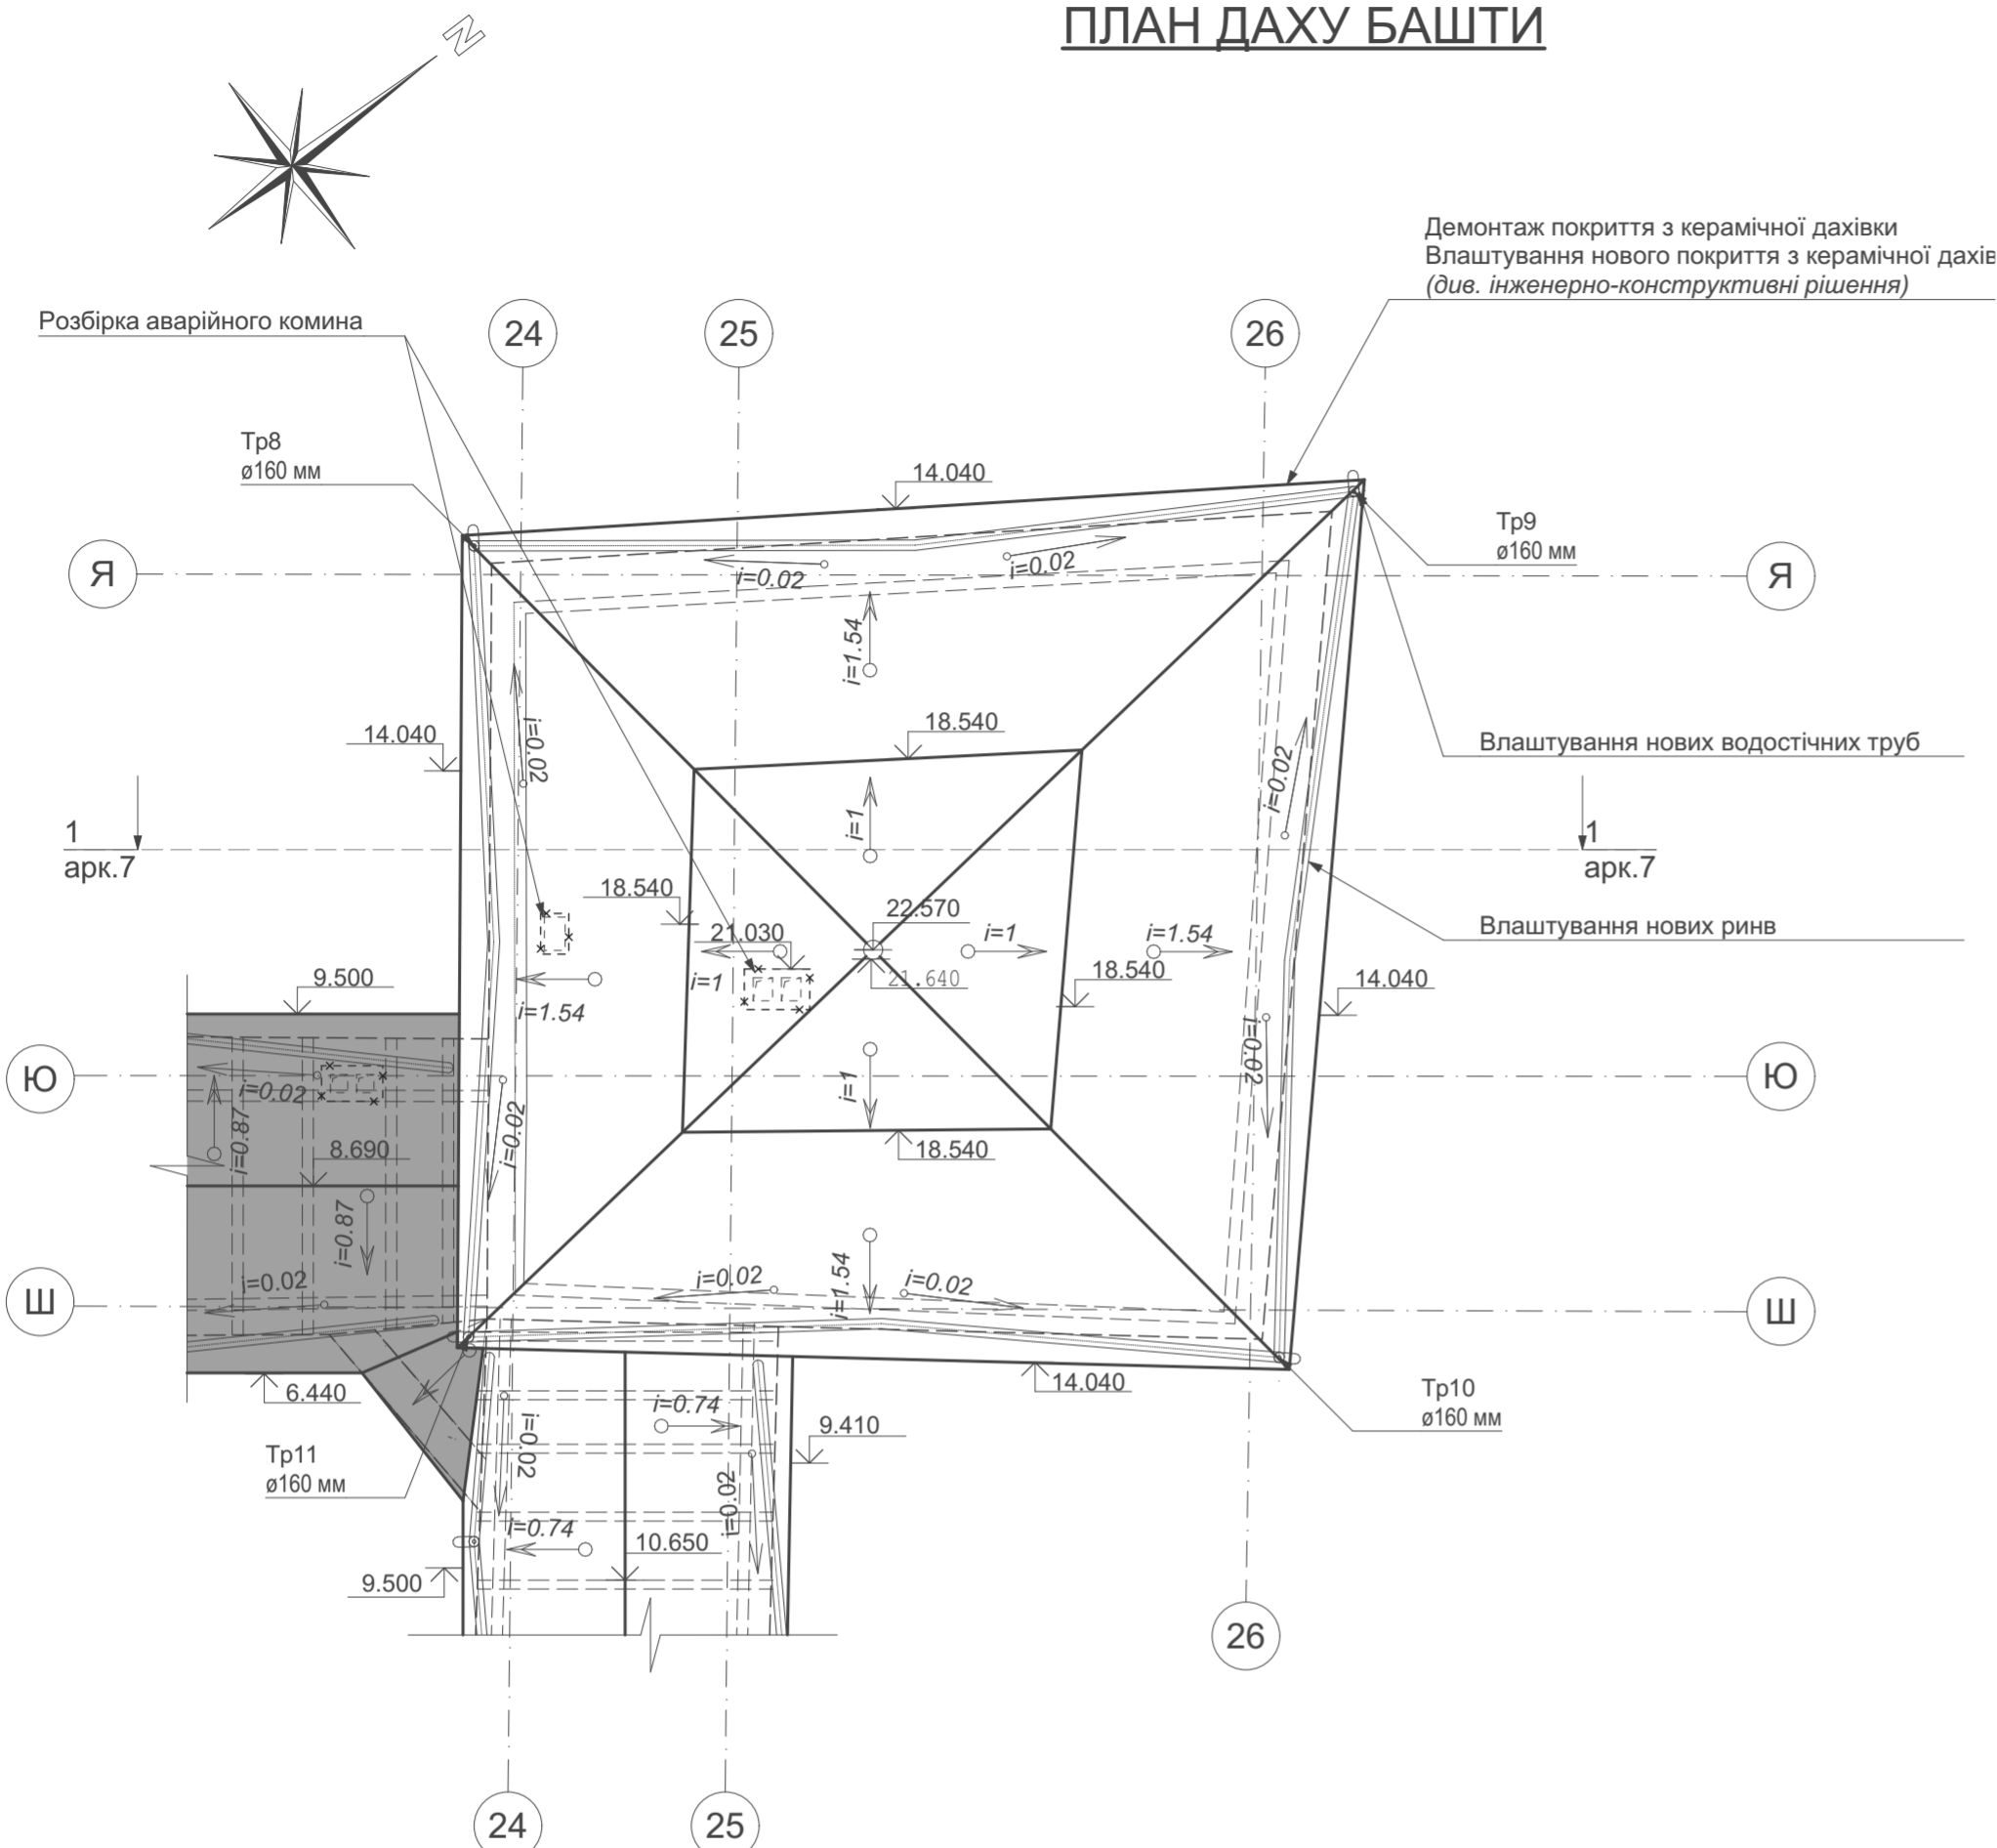 ПЛАН ДАХУ БАШТИ
N
Демонтаж покриття з керамічної дахівки
Влаштування нового покриття з керамічної дахів
(див. інженерно-конструктивні рішення)
Розбірка аварійного комина
24
25
26
Тр8
ø160 мм
14.040
Тр9
ø160 мм
Я
Я
i=0.02
i=0.02
i=1.54
14.040
i=0.02
18.540
i=0.02
Влаштування нових водостічних труб
1
арк.7
i=1
1
арк.7
18.540
22.570
21.030
i=1
i=1.54
Влаштування нових ринв
9.500
i=1
21.640
18.540
14.040
i=1.54
i=0.02
Ю
Ю
i=0.02
i=1
i=0.87
i=0.02
8.690
18.540
i=0.87
i=0.02
i=0.02
i=1.54
i=0.02
Ш
Ш
6.440
14.040
Тр10
ø160 мм
i=0.74
9.410
i=0.02
Тр11
ø160 мм
i=0.02
i=0.74
10.650
9.500
26
24
25